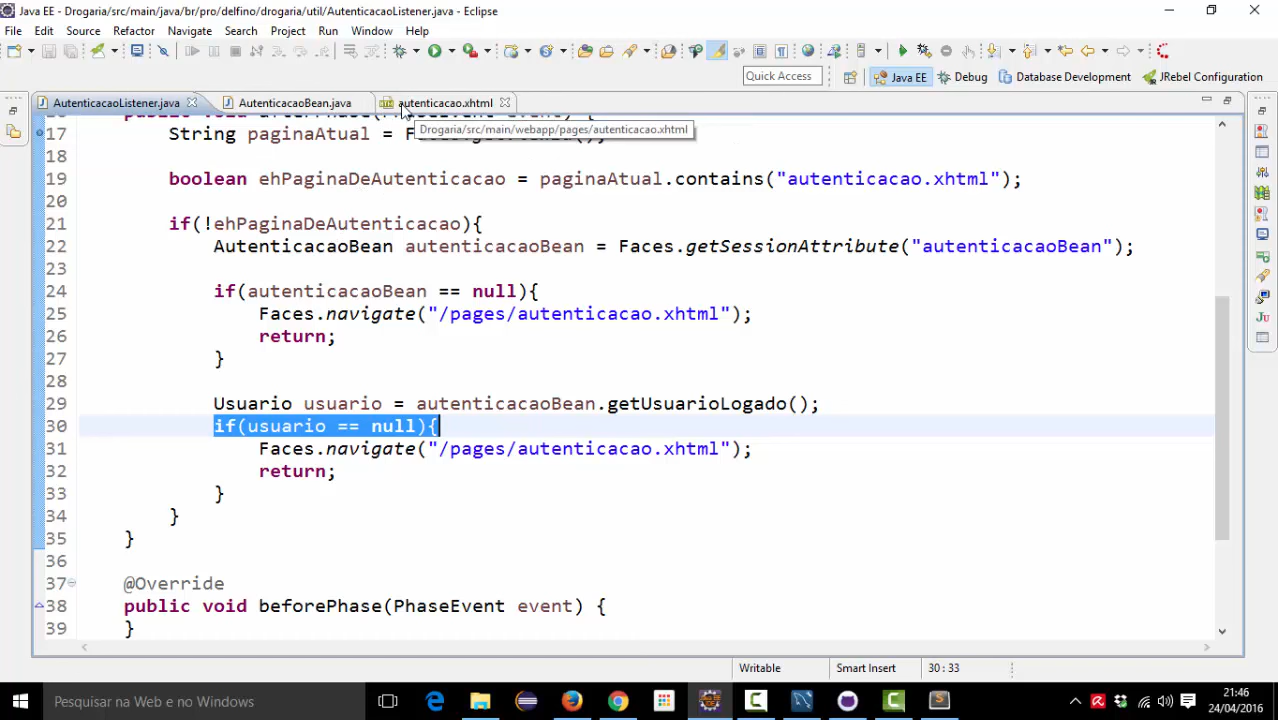 Java EE - Drogaria/src/main/java/br/pro/delfino/drogaria/util/AutenticacaoListener.java - Eclipse
File Edit Source Refactor Navigate Search Project Run Window Help
Quick Access Java EE Debug Database Development JRebel Configuration
AutenticacaoListener.java AutenticacaoBean.java autenticacao.xhtml
Drogaria/src/main/webapp/pages/autenticacao.xhtml
17 String paginaAtual =
18
19 boolean ehPaginaDeAutenticacao = paginaAtual.contains("autenticacao.xhtml");
20
21 if(!ehPaginaDeAutenticacao){
22 AutenticacaoBean autenticacaoBean = Faces.getSessionAttribute("autenticacaoBean");
23
24 if(autenticacaoBean == null){
25 Faces.navigate("/pages/autenticacao.xhtml");
26 return;
27 }
28
29 Usuario usuario = autenticacaoBean.getUsuarioLogado();
30 if(usuario == null){
31 Faces.navigate("/pages/autenticacao.xhtml");
32 return;
33 }
34 }
35 }
36
37 @Override
38 public void beforePhase(PhaseEvent event) {
39 }
Writable Smart Insert 30 : 33
Pesquisar na Web e no Windows
21:46
24/04/2016